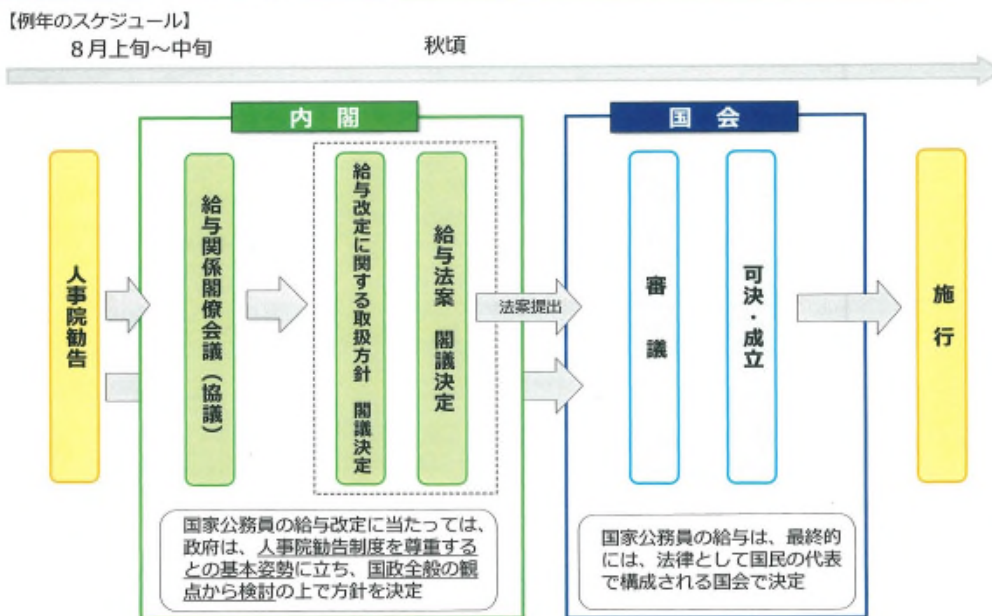 【例年のスケジュール】
８月上旬～中旬
秋頃
内 閣
国 会
人事院勧告
給与関係閣僚会議（協議）
給与改定に関する取扱方針 閣議決定
給与法案 閣議決定
法案提出
審 議
可決・成立
施 行
国家公務員の給与改定に当たっては、
政府は、人事院勧告制度を尊重する
との基本姿勢に立ち、国政全般の観
点から検討の上で方針を決定
国家公務員の給与は、最終的
には、法律として国民の代表
で構成される国会で決定